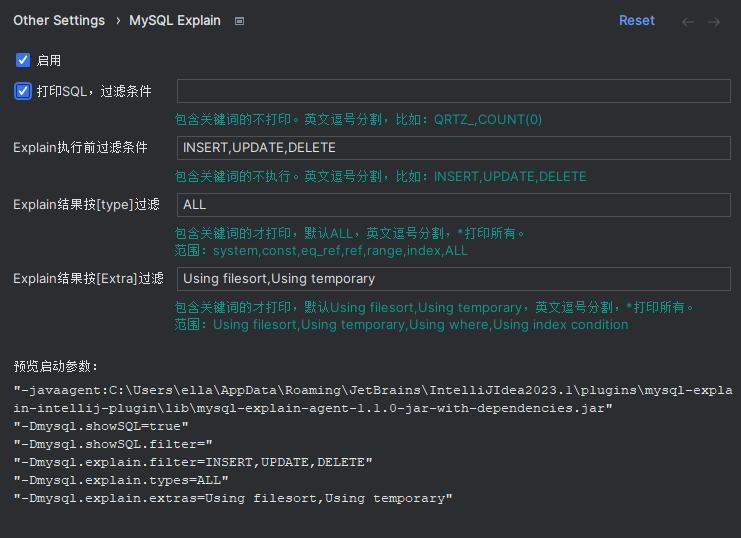 Other Settings › MySQL Explain
Reset
启用
打印SQL，过滤条件
包含关键词的不打印。英文逗号分割，比如：QRTZ_,COUNT(0)
Explain执行前过滤条件
INSERT,UPDATE,DELETE
包含关键词的不执行。英文逗号分割，比如：INSERT,UPDATE,DELETE
Explain结果按[type]过滤
ALL
包含关键词的才打印，默认ALL，英文逗号分割，*打印所有。
范围：system,const,eq_ref,ref,range,index,ALL
Explain结果按[Extra]过滤
Using filesort,Using temporary
包含关键词的才打印，默认Using filesort,Using temporary，英文逗号分割，*打印所有。
范围：Using filesort,Using temporary,Using where,Using index condition
预览启动参数：
"-javaagent:C:\Users\ella\AppData\Roaming\JetBrains\IntelliJIdea2023.1\plugins\mysql-expla
in-intellij-plugin\lib\mysql-explain-agent-1.1.0-jar-with-dependencies.jar"
"-Dmysql.showSQL=true"
"-Dmysql.showSQL.filter="
"-Dmysql.explain.filter=INSERT,UPDATE,DELETE"
"-Dmysql.explain.types=ALL"
"-Dmysql.explain.extras=Using filesort,Using temporary"